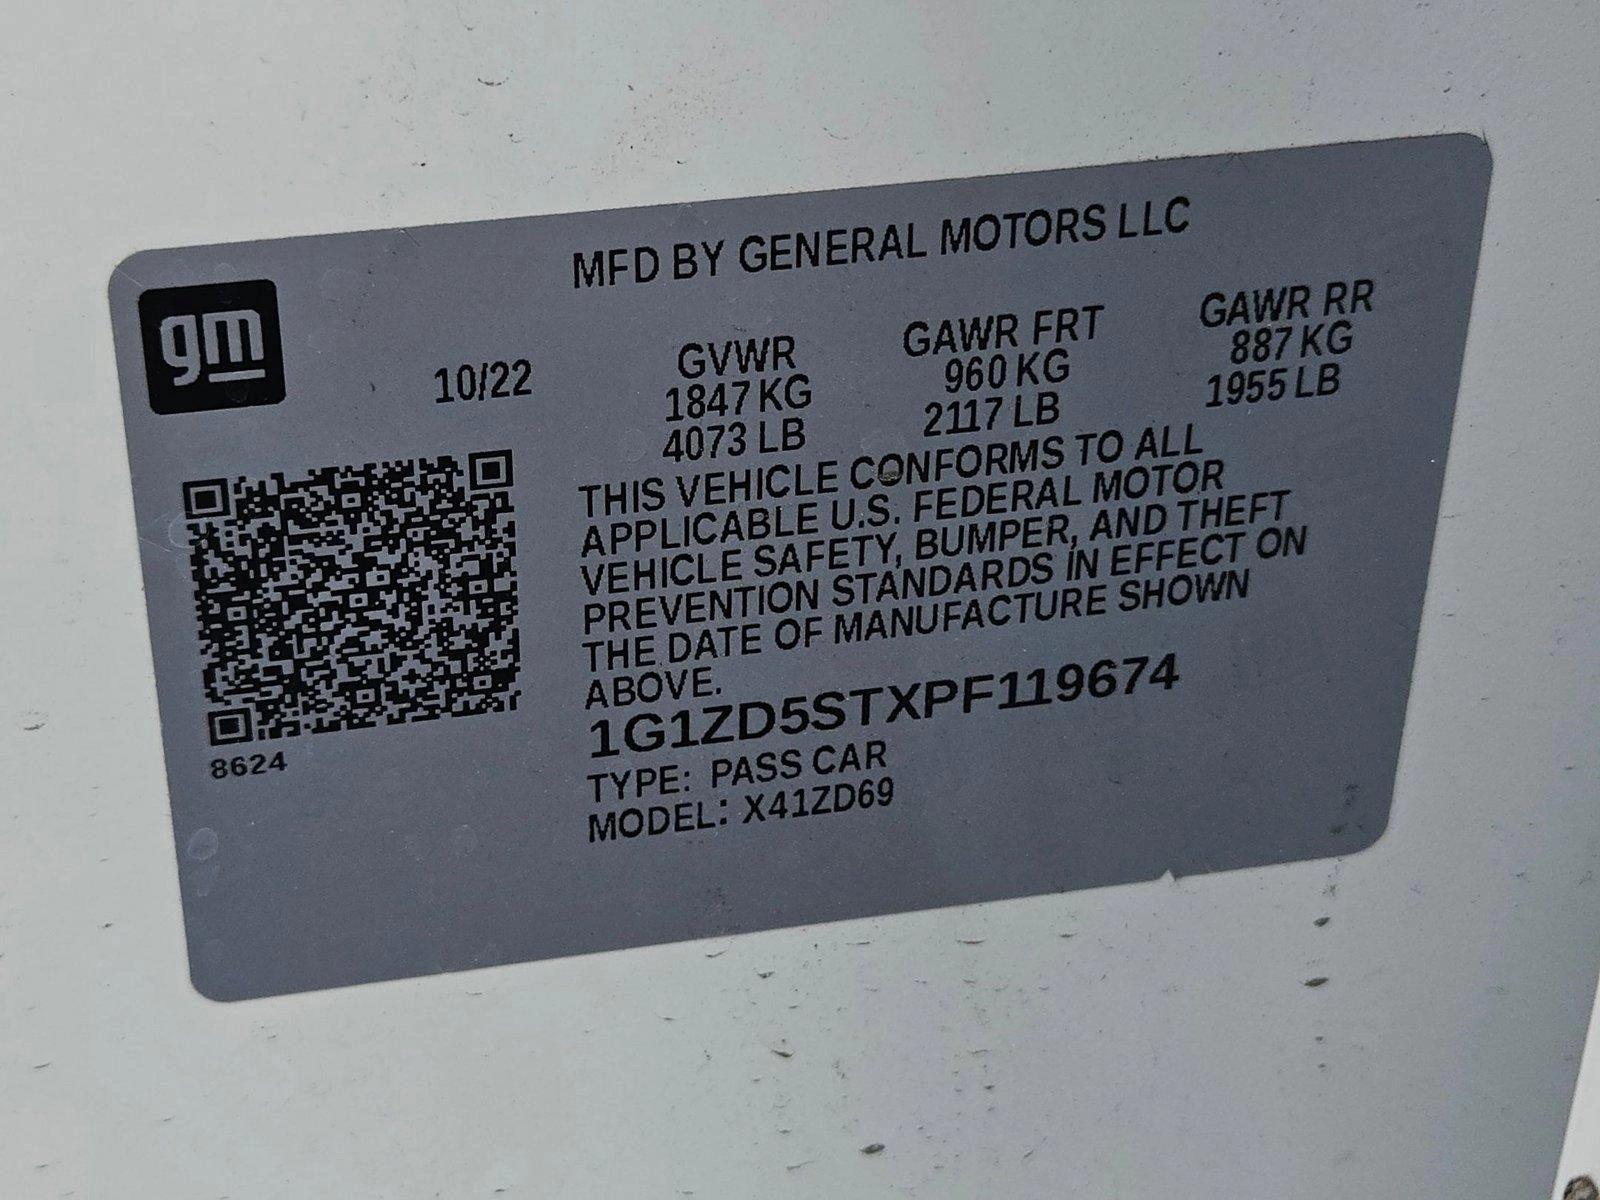 MFD BY GENERAL MOTORS LLC
gm
10/22
GVWR
1847 KG
4073 LB
GAWR FRT
960 KG
2117 LB
GAWR RR
887 KG
1955 LB
THIS VEHICLE CONFORMS TO ALL
APPLICABLE U.S. FEDERAL MOTOR
VEHICLE SAFETY, BUMPER, AND THEFT
PREVENTION STANDARDS IN EFFECT ON
THE DATE OF MANUFACTURE SHOWN
ABOVE.
1G1ZD5STXPF119674
TYPE: PASS CAR
MODEL: X41ZD69
8624